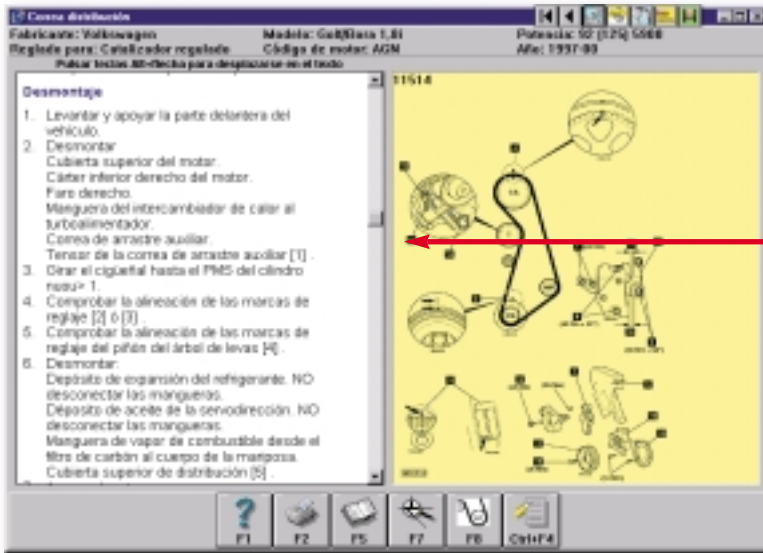 Correa distribución
Fabricante: Volkswagen Modelo: Golf/Bora 1,8i Potencia: 92 (125) 5900
Reglado para: Catalizador regulado Código de motor: AGN Año: 1997-00
Pulsar teclas Alt-flecha para desplazarse en el texto
Desmontaje
1. Levantar y apoyar la parte delantera del
vehículo.
2. Desmontar
Cubierta superior del motor.
Cárter inferior derecho del motor.
Faro derecho.
Manguera del intercambiador de calor al
turboalimentador.
Correa de arrastre auxiliar.
Tensor de la correa de arrastre auxiliar [1] .
3. Girar el cigüeñal hasta el PMS del cilindro
nuou> 1.
4. Comprobar la alineación de las marcas de
reglaje [2] ó [3] .
5. Comprobar la alineación de las marcas de
reglaje del piñón del árbol de levas [4] .
6. Desmontar:
Depósito de expansión del refrigerante. NO
desconectar las mangueras.
Déposito de aceite de la servodirección. NO
desconectar las mangueras.
Manguera de vapor de combustible desde el
filtro de carbón al cuerpo de la mariposa.
Cubierta superior de distribución [5] .
11514
F1 F2 F5 F7 F8 Ctrl+F4